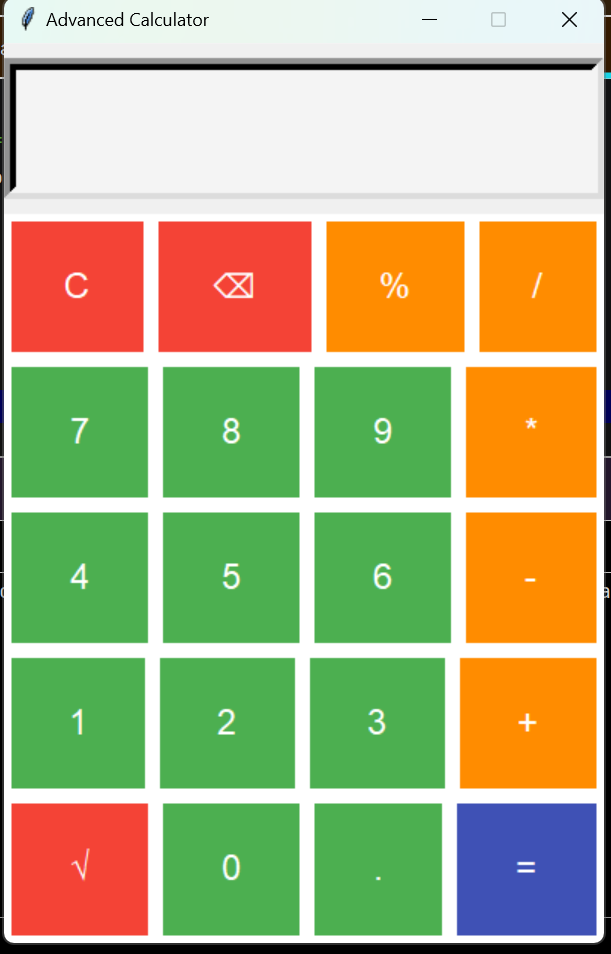 Advanced Calculator
C ⌫ % /
7 8 9 *
4 5 6 -
1 2 3 +
√ 0 . =